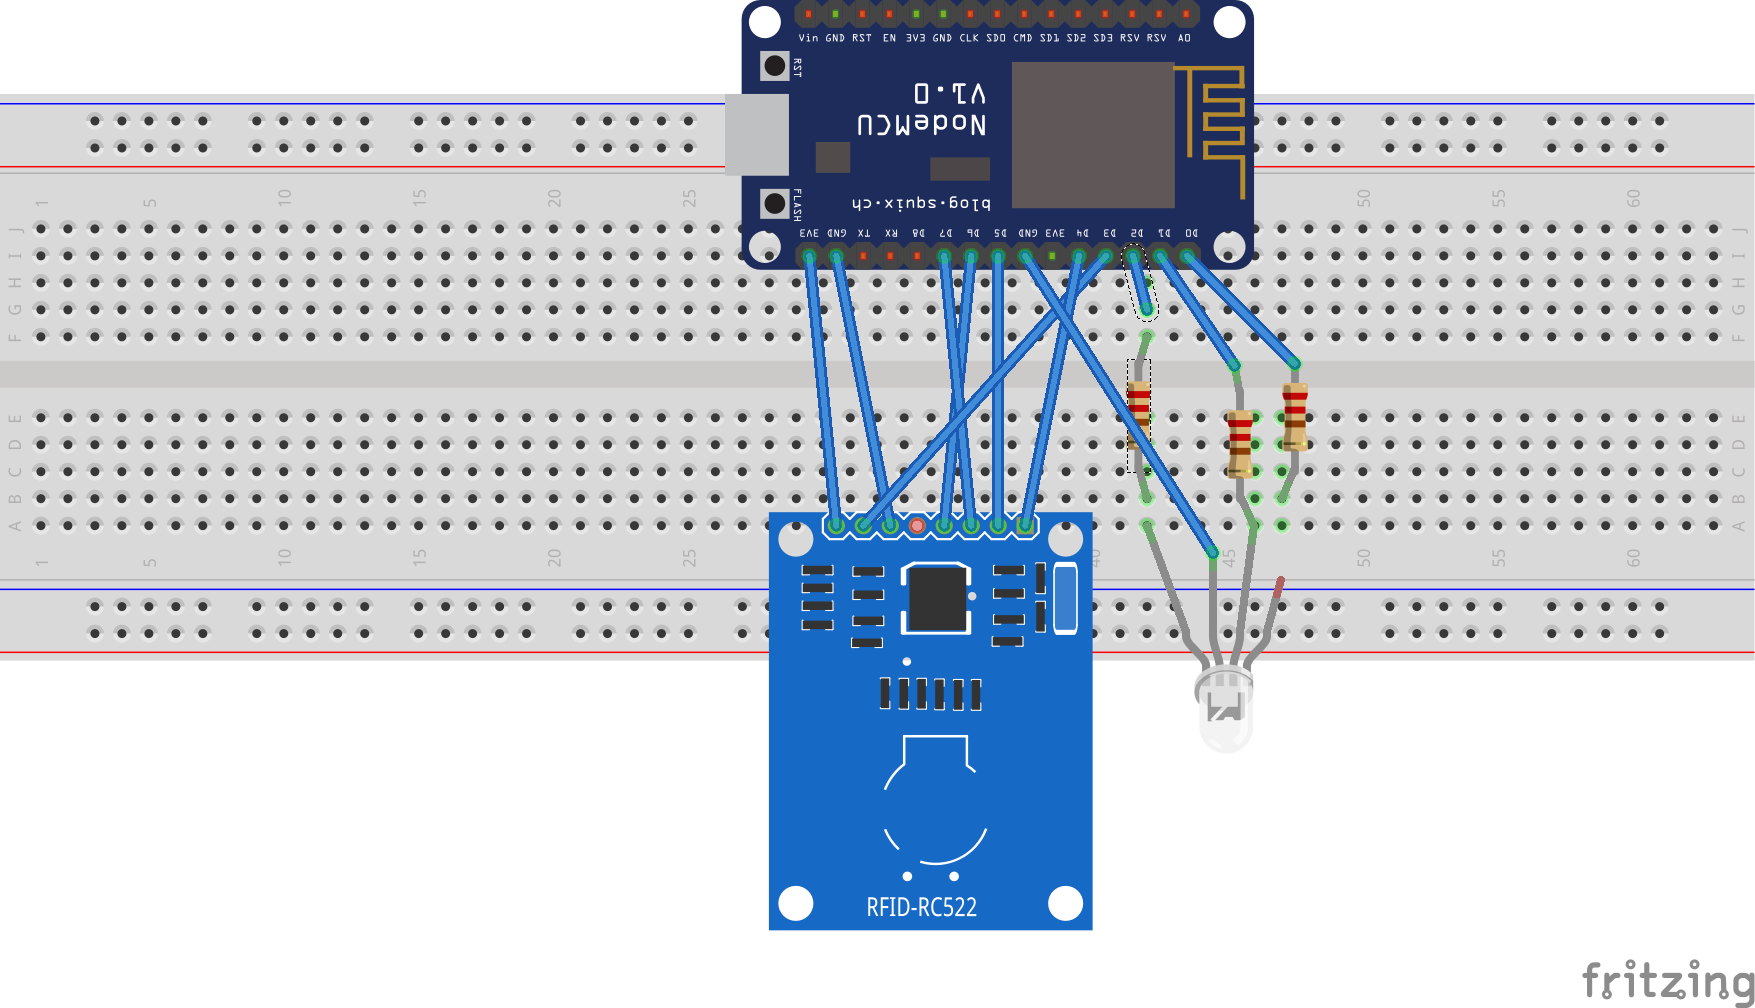 Vin GND RST EN 3V3 GND CLK SD0 CMD SD1 SD2 SD3 RSV RSV A0
RST
V1.0
NodeMCU
FLASH
blog.squix.ch
3V3 GND TX RX D8 D7 D6 D5 GND 3V3 D4 D3 D2 D1 D0
1 5 10 15 20 25 50 55 60
J J
I I
H H
G G
F F
E E
D D
C C
B B
A A
1 5 10 15 20 25 40 45 50 55 60
RFID-RC522
fritzing